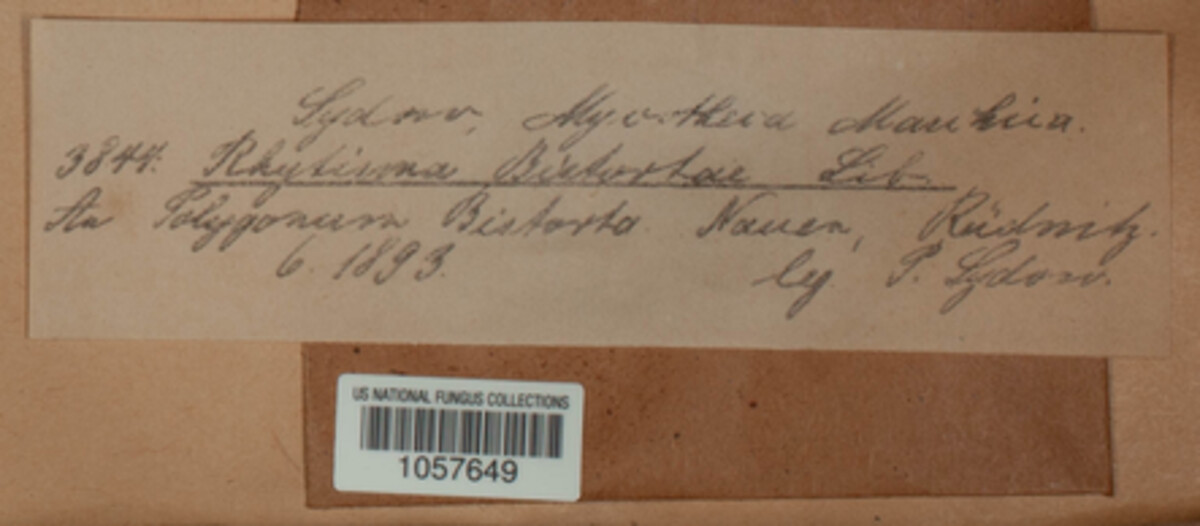 Sydow, Mycotheca Marchica.
3844. Rhytisma Bistortae Lib.
An Polygonum Bistorta. Nauen, Rüdnitz.
6. 1893. leg. P. Sydow.
US NATIONAL FUNGUS COLLECTIONS
1057649